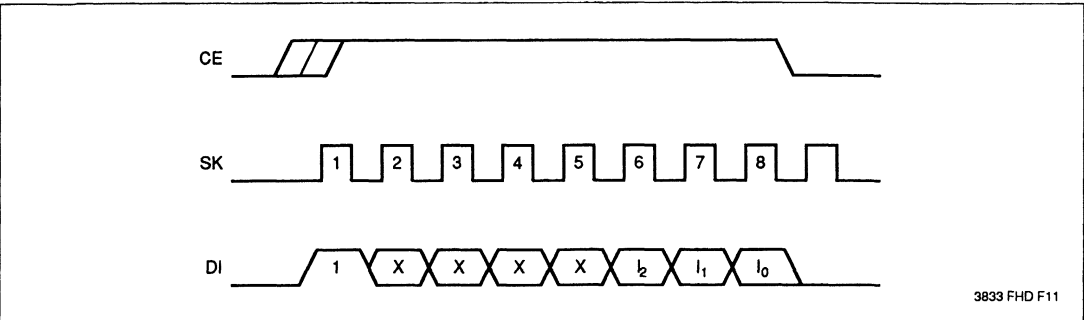 CE
SK 1 2 3 4 5 6 7 8
DI 1 X X X X I₂ I₁ I₀
3833 FHD F11